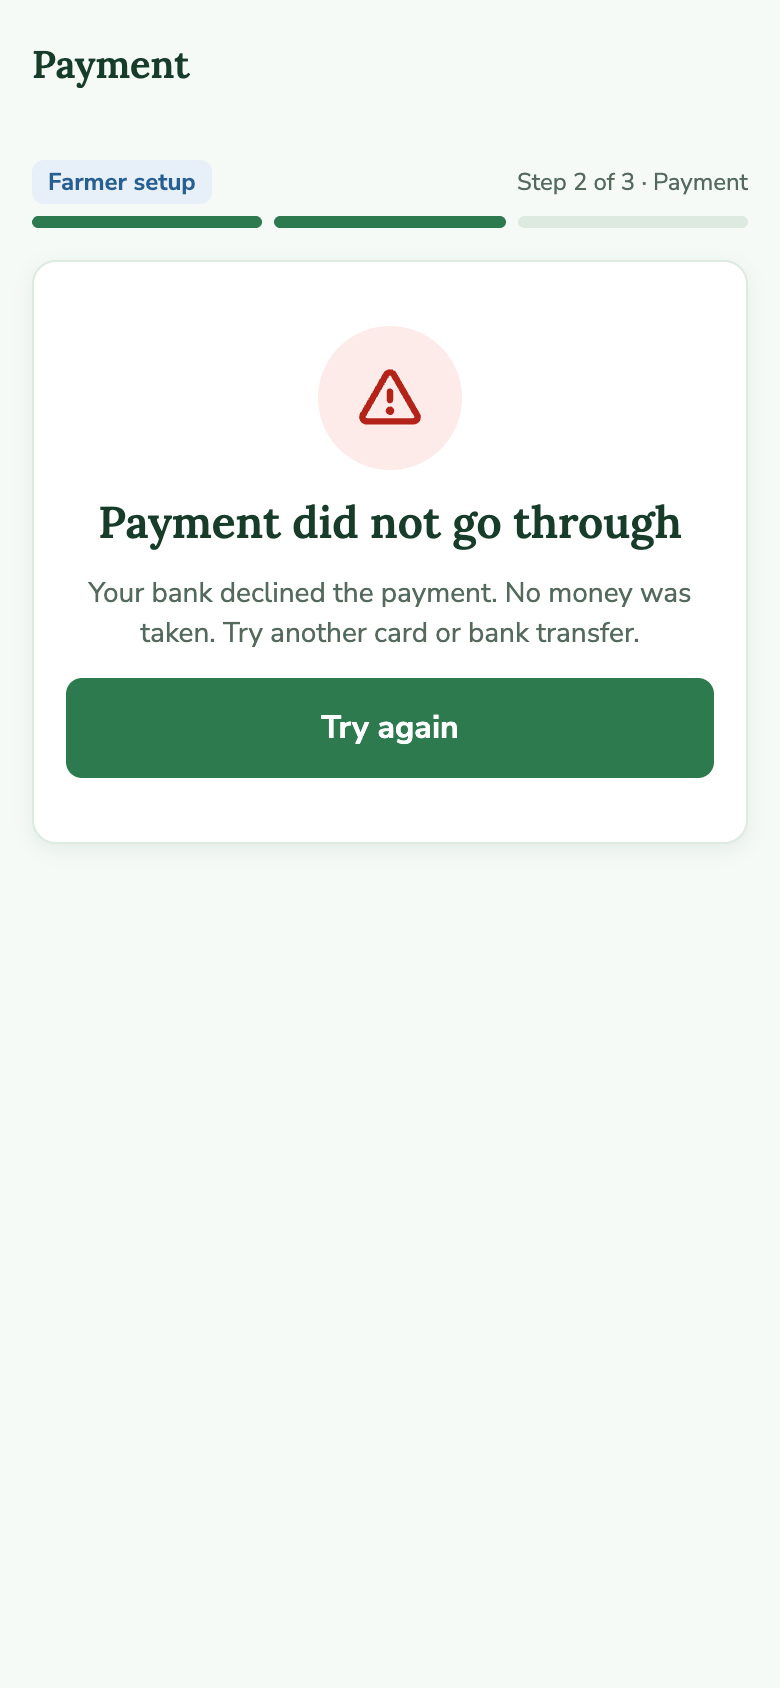 Payment
Farmer setup
Step 2 of 3 · Payment
Payment did not go through
Your bank declined the payment. No money was
taken. Try another card or bank transfer.
Try again